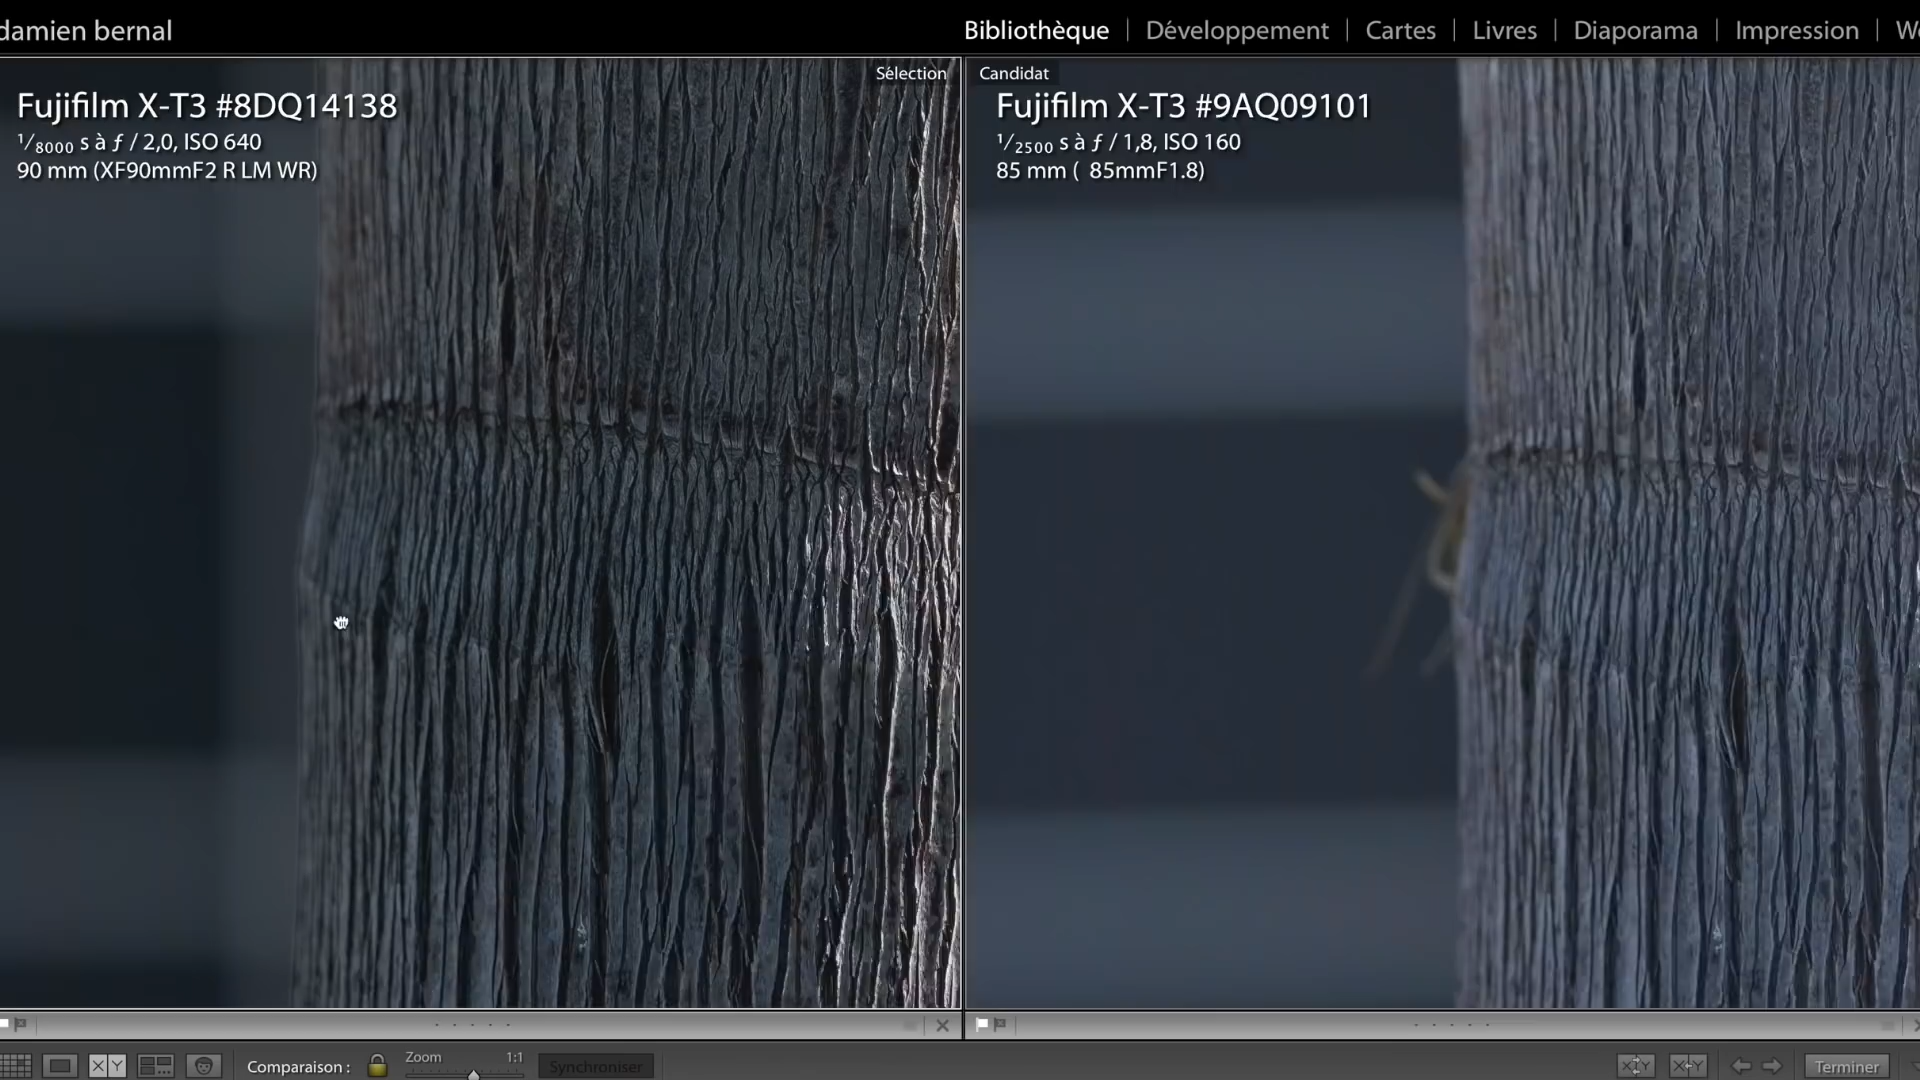 damien bernal
Bibliothèque | Développement | Cartes | Livres | Diaporama | Impression |
Sélection
Fujifilm X-T3 #8DQ14138
1/8000 s à ƒ / 2,0, ISO 640
90 mm (XF90mmF2 R LM WR)
Candidat
Fujifilm X-T3 #9AQ09101
1/2500 s à ƒ / 1,8, ISO 160
85 mm ( 85mmF1.8)
XY
Comparaison :
Zoom 1:1
Synchroniser
Terminer